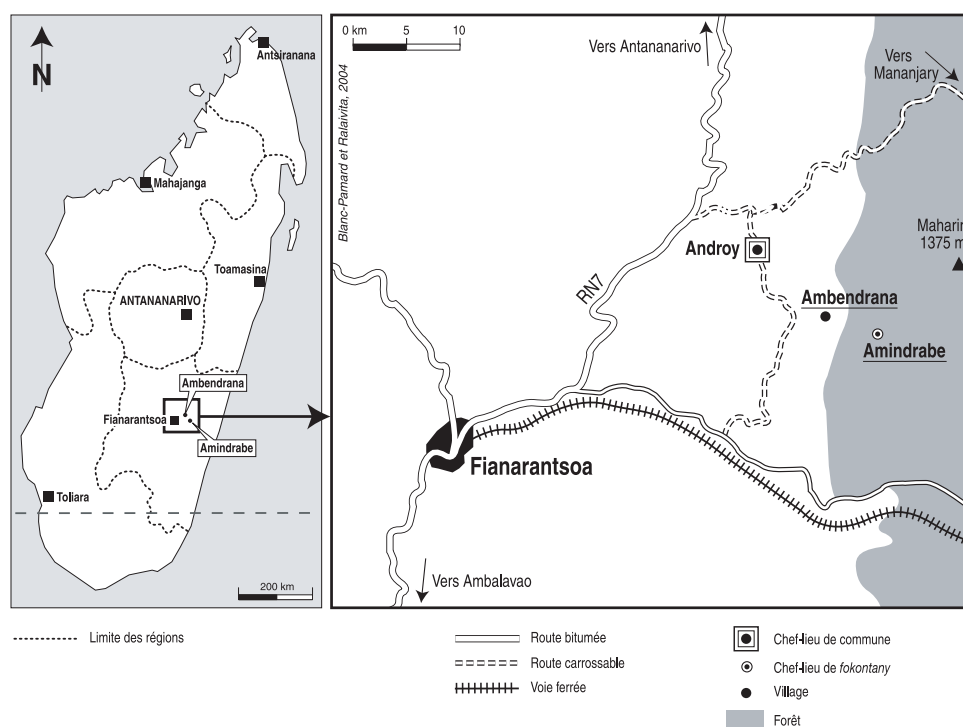 N
Antsiranana
Mahajanga
Toamasina
ANTANANARIVO
Ambendrana
Fianarantsoa
Amindrabe
Toliara
200 km
0 km 5 10
Blanc-Pamard et Ralaivita, 2004
Vers Antananarivo
Vers
Mananjary
Androy
RN7
Ambendrana
Amindrabe
1375 m
Fianarantsoa
Vers Ambalavao
Limite des régions
Route bitumée
Route carrossable
Voie ferrée
Chef-lieu de commune
Chef-lieu de fokontany
Village
Forêt